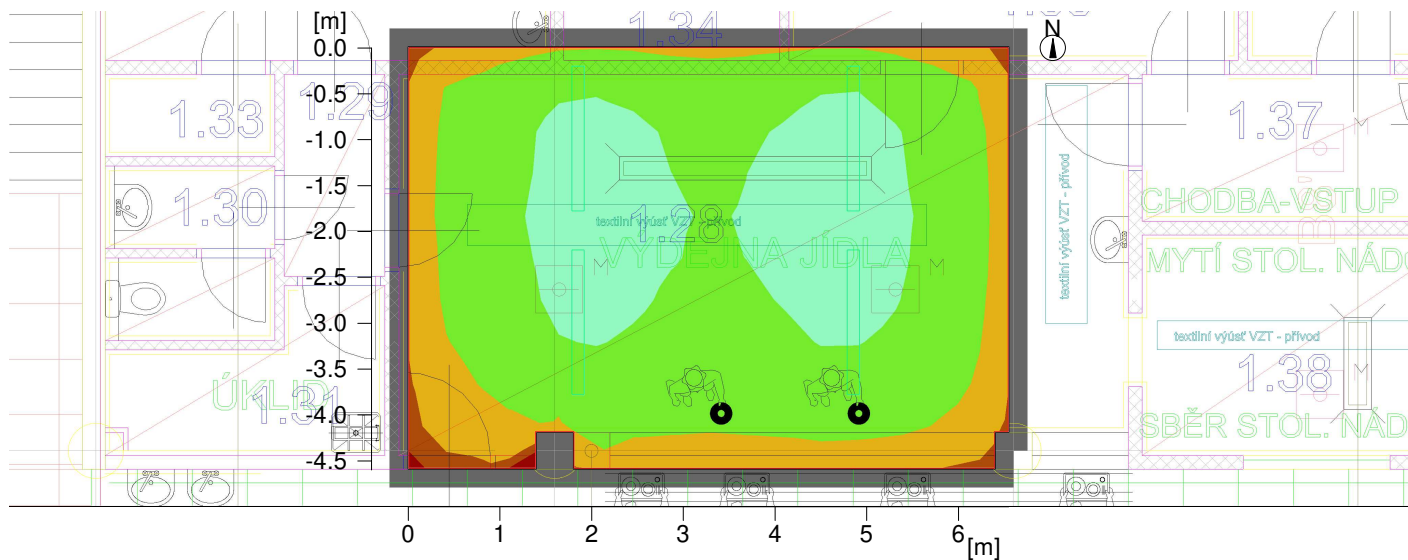 [m]
1.34
N
0.0
-0.5
-1.0
-1.5
-2.0
-2.5
-3.0
-3.5
-4.0
-4.5
1.33
1.29
1.37
M
1.30
textilní výúsť VZT - přívod
1.28
VÝDEJNA JÍDLA
M
M
textilní výúsť VZT - přívod
CHODBA-VSTUP
MYTÍ STOL. NÁDO
textilní výúsť VZT - přívod
ÚKLID
1.31
1.38
M
SBĚR STOL. NÁD
0
1
2
3
4
5
6
[m]